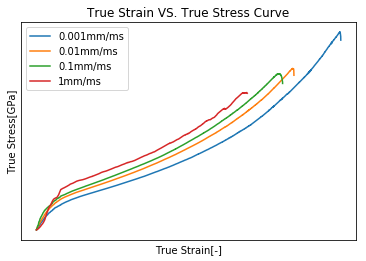 True Strain VS. True Stress Curve
0.001mm/ms
0.01mm/ms
0.1mm/ms
1mm/ms
True Stress[GPa]
True Strain[-]